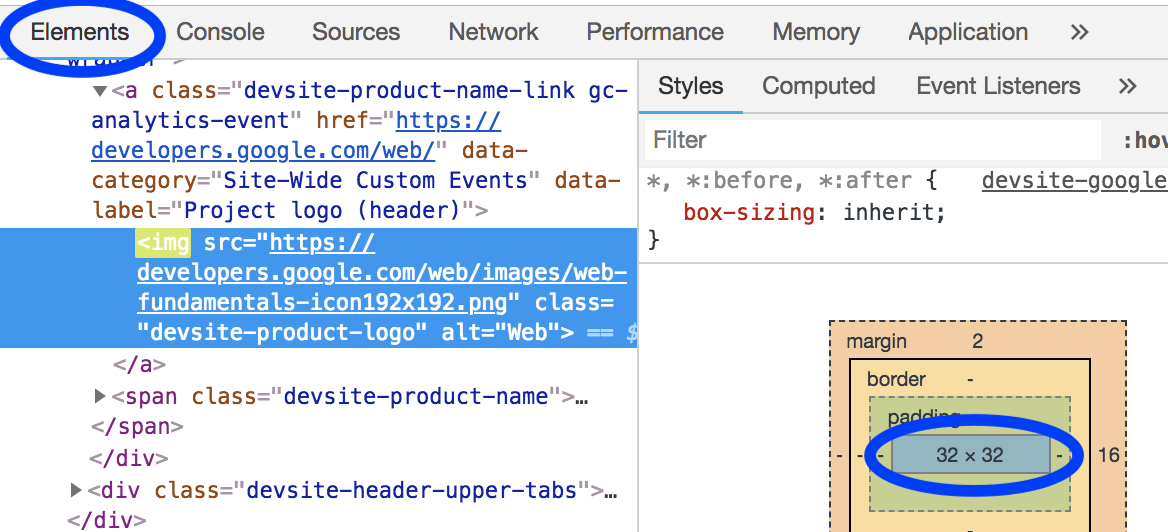 Elements Console Sources Network Performance Memory Application »
wrapper">
▼<a class="devsite-product-name-link gc-
analytics-event" href="https://
developers.google.com/web/" data-
category="Site-Wide Custom Events" data-
label="Project logo (header)">
<img src="https://
developers.google.com/web/images/web-
fundamentals-icon192x192.png" class=
"devsite-product-logo" alt="Web"> == $
</a>
▶<span class="devsite-product-name">…
</span>
</div>
▶<div class="devsite-header-upper-tabs">…
</div>
Styles Computed Event Listeners »
Filter :hov
*, *:before, *:after { devsite-google
box-sizing: inherit;
}
margin 2
border -
padding
- - - 32 × 32 - 16
-